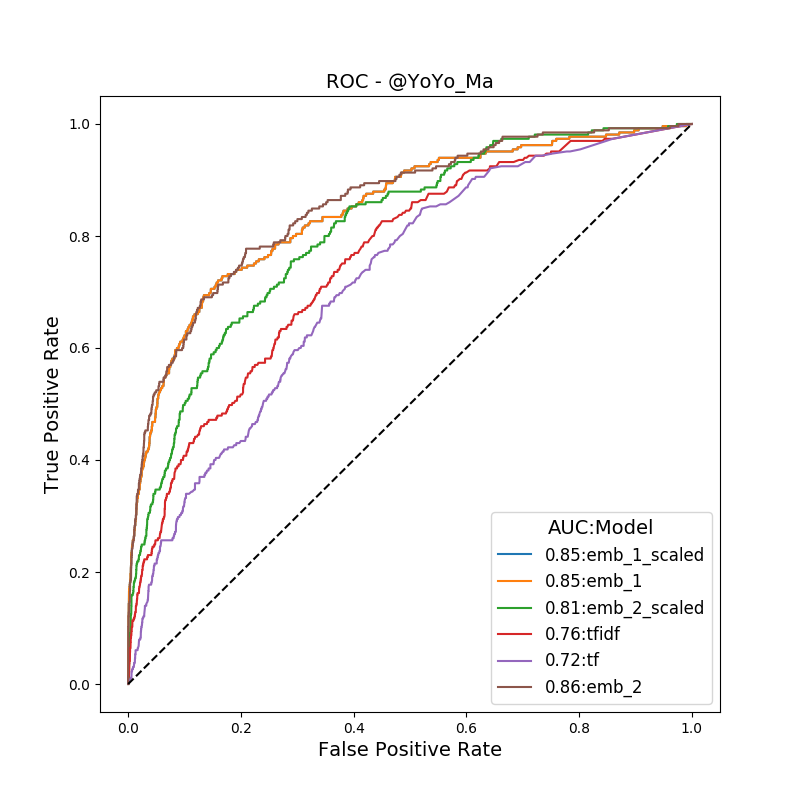 ROC - @YoYo_Ma
True Positive Rate
1.0
0.8
0.6
0.4
0.2
0.0
0.0 0.2 0.4 0.6 0.8 1.0
False Positive Rate
AUC:Model
0.85:emb_1_scaled
0.85:emb_1
0.81:emb_2_scaled
0.76:tfidf
0.72:tf
0.86:emb_2